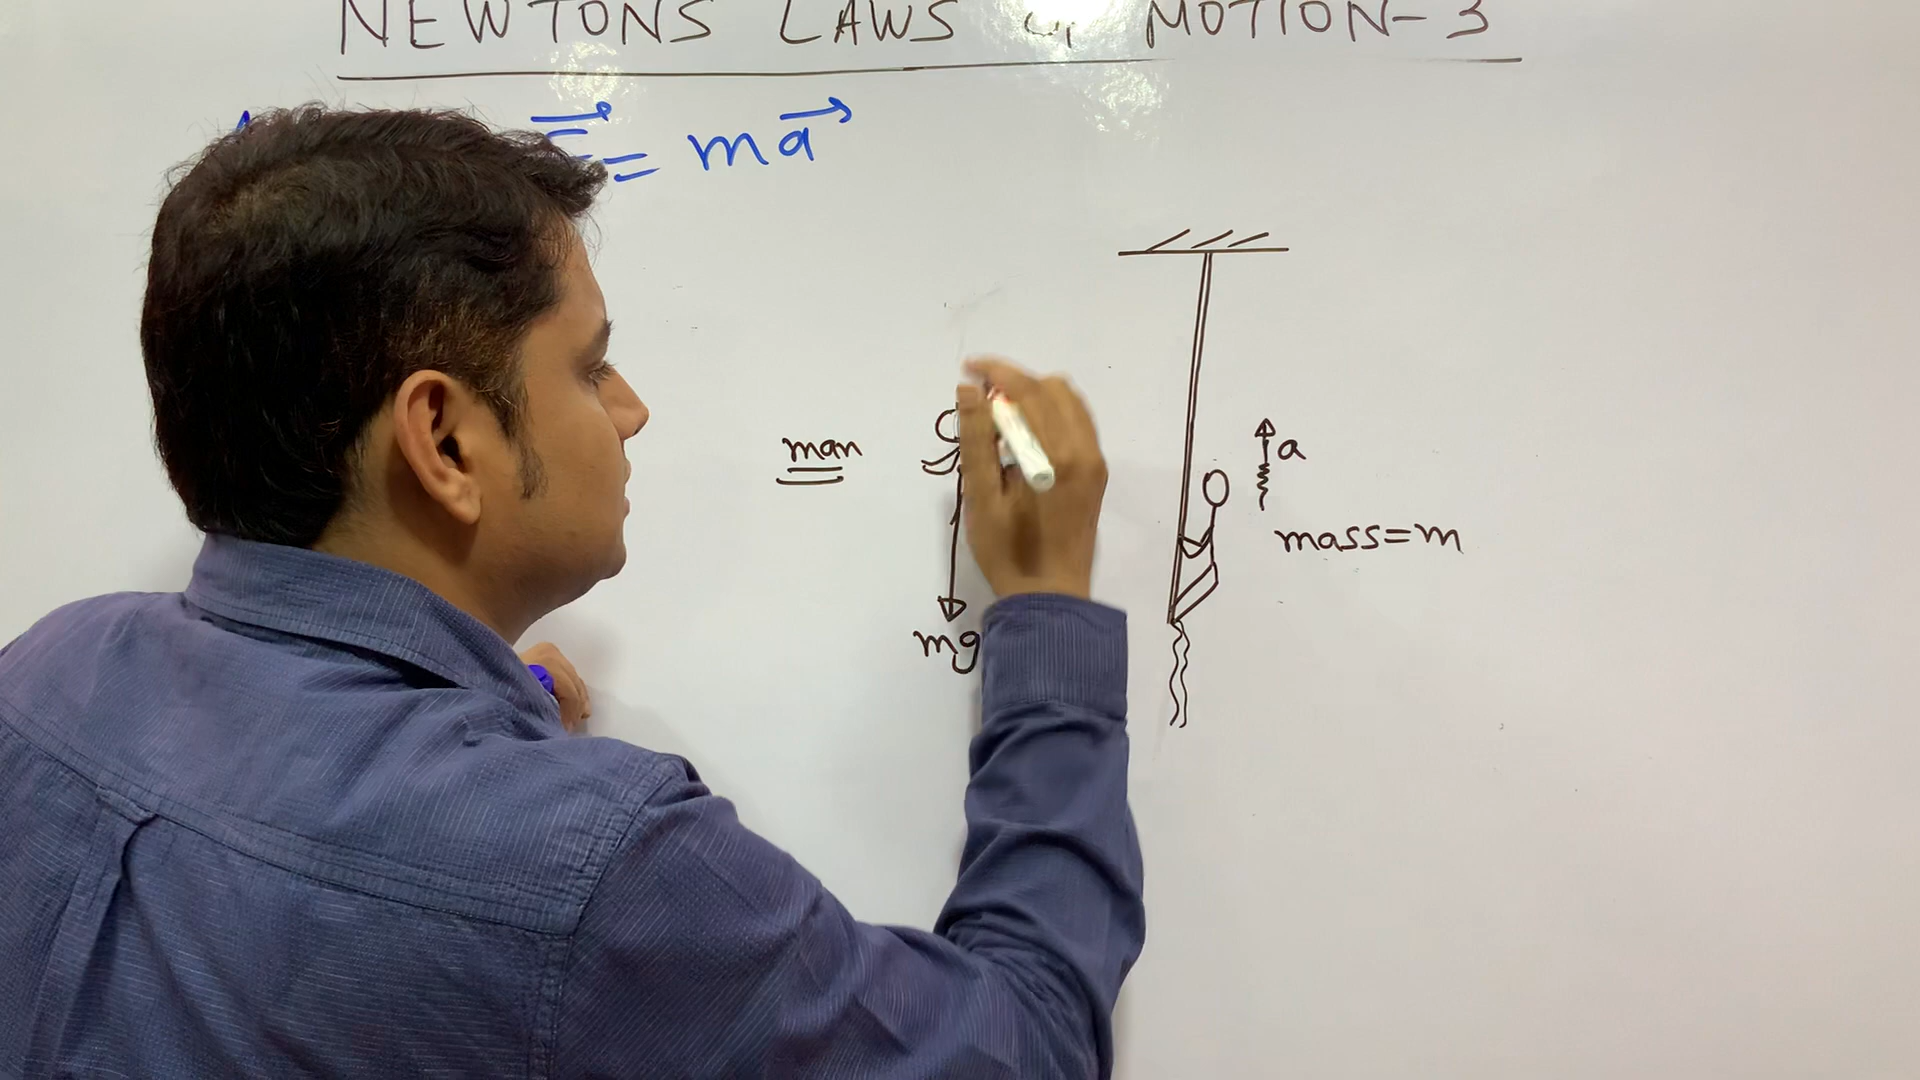 NEWTONS LAWS MOTION-3
= ma
a
man
mass=m
mg